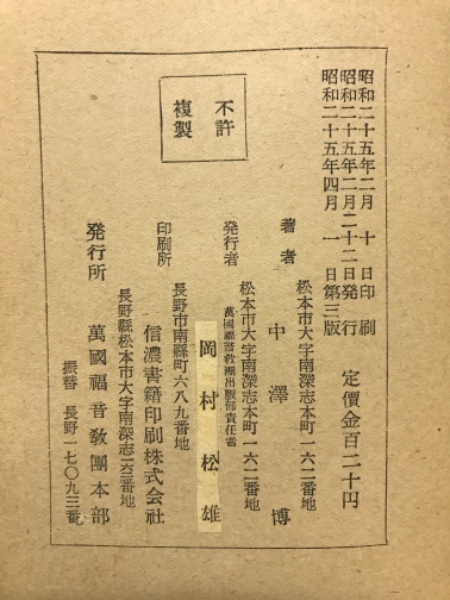 昭和二十五年二月 十 日印 刷
昭和二十五年二月二十二日発 行
昭和二十五年四月 一 日第三版
定價金百二十円
不許
複製
松本市大字南深志本町一六二番地
著者 中澤博
松本市大字南深志本町一六二番地
萬國福音教團出版部責任者
発行者 岡村松雄
長野市南縣町六八九番地
印刷所 信濃書籍印刷株式会社
長野縣松本市大字南深志一六二番地
発行所 萬國福音教團本部
振替 長野一七〇九三番